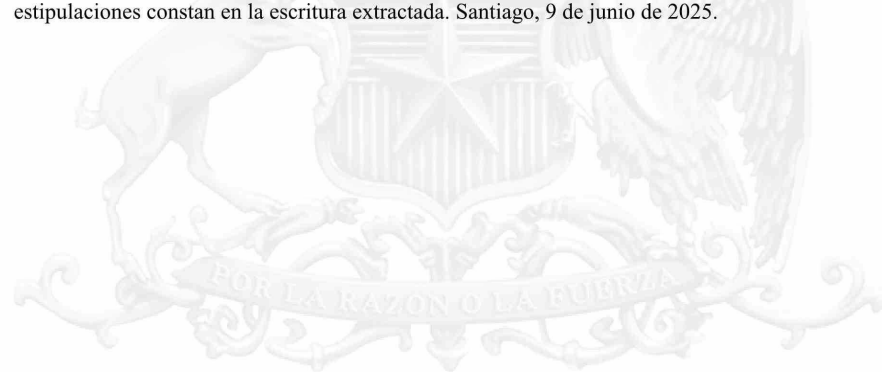 estipulaciones constan en la escritura extractada. Santiago, 9 de junio de 2025.
POR LA RAZON O LA FUERZA